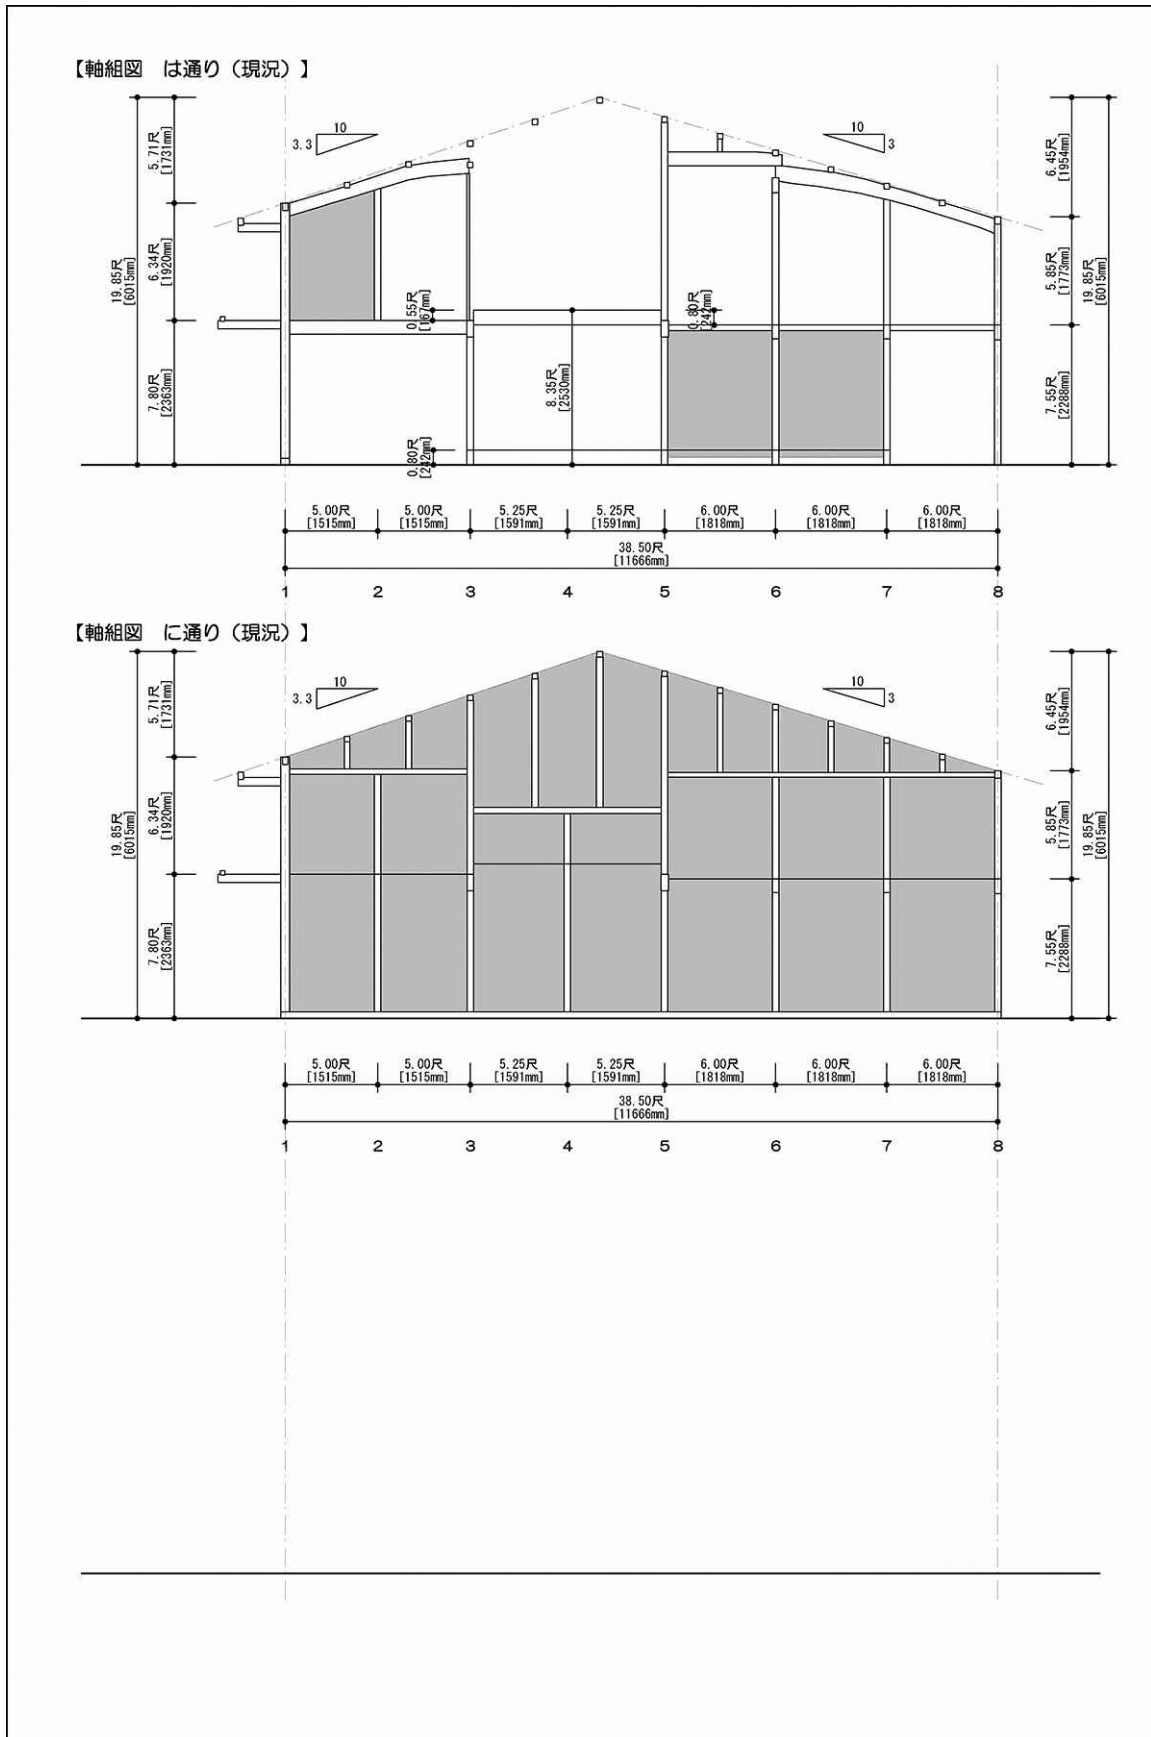 【軸組図　は通り（現況）】
10
3.3
10
3
5.71尺
[1731mm]
6.45尺
[1954mm]
19.85尺
[6015mm]
6.34尺
[1920mm]
0.55尺
[167mm]
0.80尺
[242mm]
5.85尺
[1773mm]
19.85尺
[6015mm]
7.80尺
[2363mm]
8.35尺
[2530mm]
0.80尺
[242mm]
7.55尺
[2288mm]
5.00尺 5.00尺 5.25尺 5.25尺 6.00尺 6.00尺 6.00尺
[1515mm] [1515mm] [1591mm] [1591mm] [1818mm] [1818mm] [1818mm]
38.50尺
[11666mm]
1 2 3 4 5 6 7 8
【軸組図　に通り（現況）】
10
3.3
10
3
5.71尺
[1731mm]
6.45尺
[1954mm]
19.85尺
[6015mm]
6.34尺
[1920mm]
5.85尺
[1773mm]
19.85尺
[6015mm]
7.80尺
[2363mm]
7.55尺
[2288mm]
5.00尺 5.00尺 5.25尺 5.25尺 6.00尺 6.00尺 6.00尺
[1515mm] [1515mm] [1591mm] [1591mm] [1818mm] [1818mm] [1818mm]
38.50尺
[11666mm]
1 2 3 4 5 6 7 8